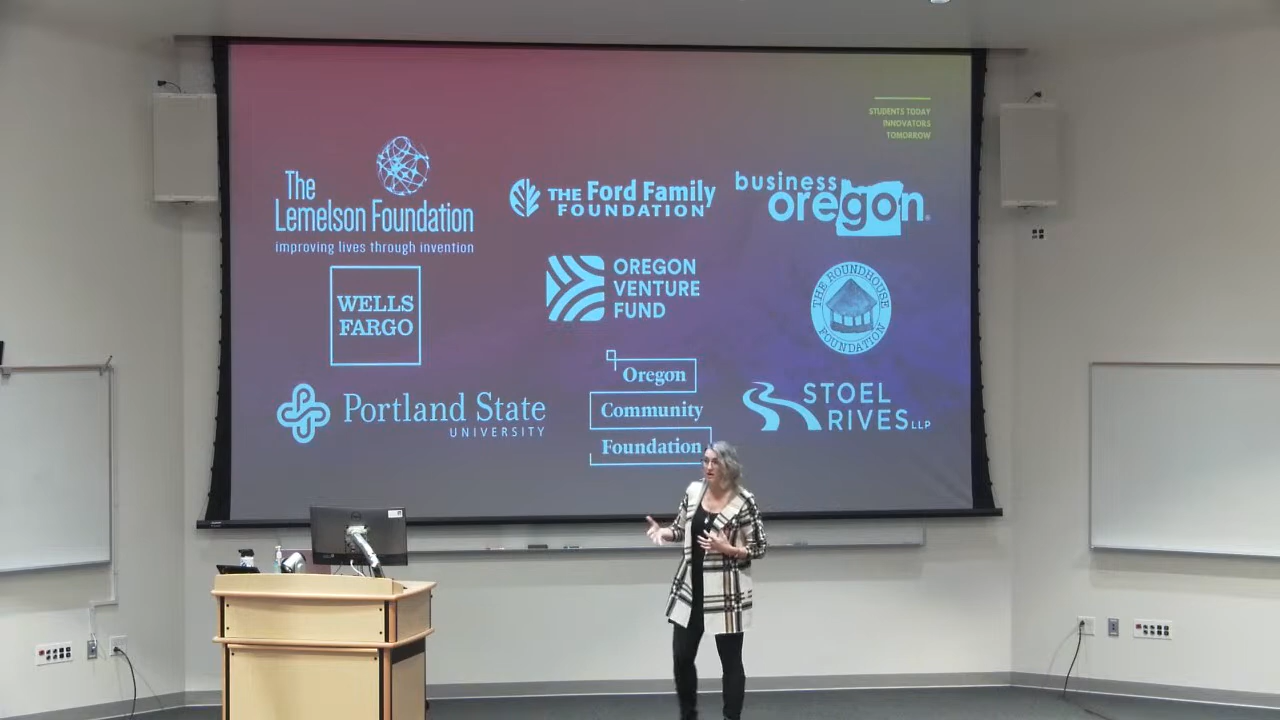 STUDENTS TODAY
INNOVATORS
TOMORROW
The
Lemelson Foundation
improving lives through invention
THE Ford Family
FOUNDATION
business
oregon
WELLS
FARGO
OREGON
VENTURE
FUND
THE ROUNDHOUSE
FOUNDATION
Portland State
UNIVERSITY
Oregon
Community
Foundation
STOEL
RIVES LLP